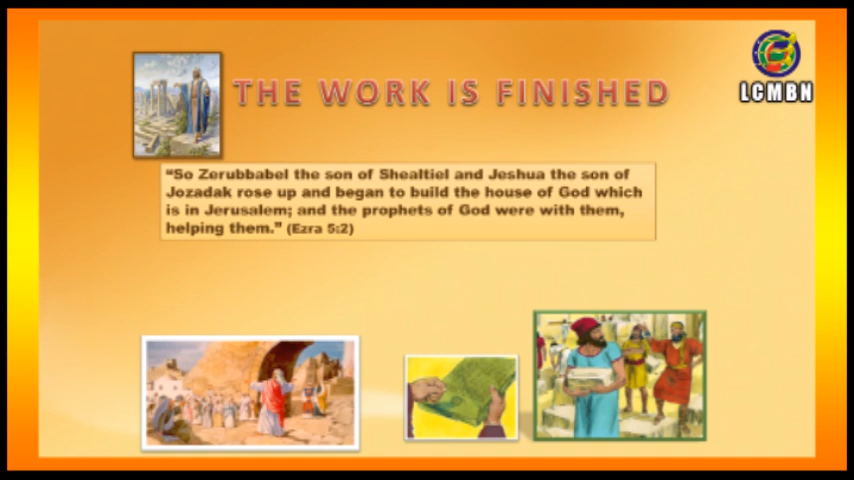 LCMBN
THE WORK IS FINISHED
“So Zerubbabel the son of Shealtiel and Jeshua the son of
Jozadak rose up and began to build the house of God which
is in Jerusalem; and the prophets of God were with them,
helping them.” (Ezra 5:2)